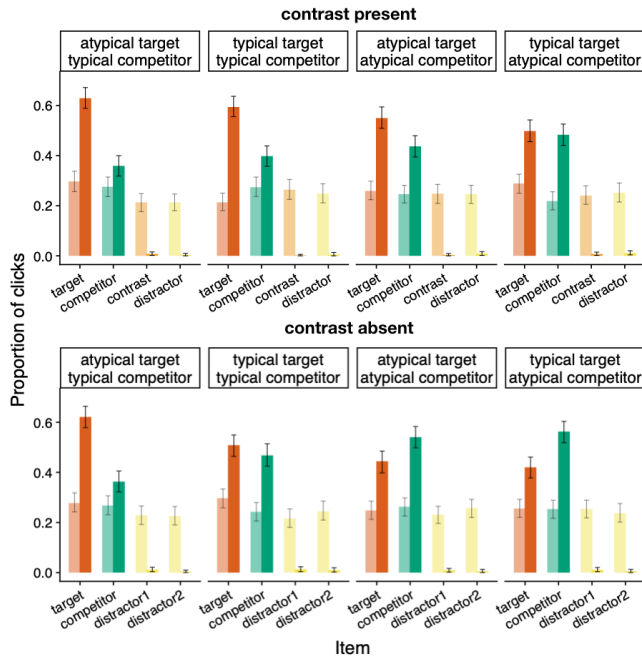 contrast present
atypical target
typical competitor
typical target
typical competitor
atypical target
atypical competitor
typical target
atypical competitor
0.6
0.4
0.2
0.0
target
competitor
contrast
distractor
target
competitor
contrast
distractor
target
competitor
contrast
distractor
target
competitor
contrast
distractor
Proportion of clicks
contrast absent
atypical target
typical competitor
typical target
typical competitor
atypical target
atypical competitor
typical target
atypical competitor
0.6
0.4
0.2
0.0
target
competitor
distractor1
distractor2
target
competitor
distractor1
distractor2
target
competitor
distractor1
distractor2
target
competitor
distractor1
distractor2
Item